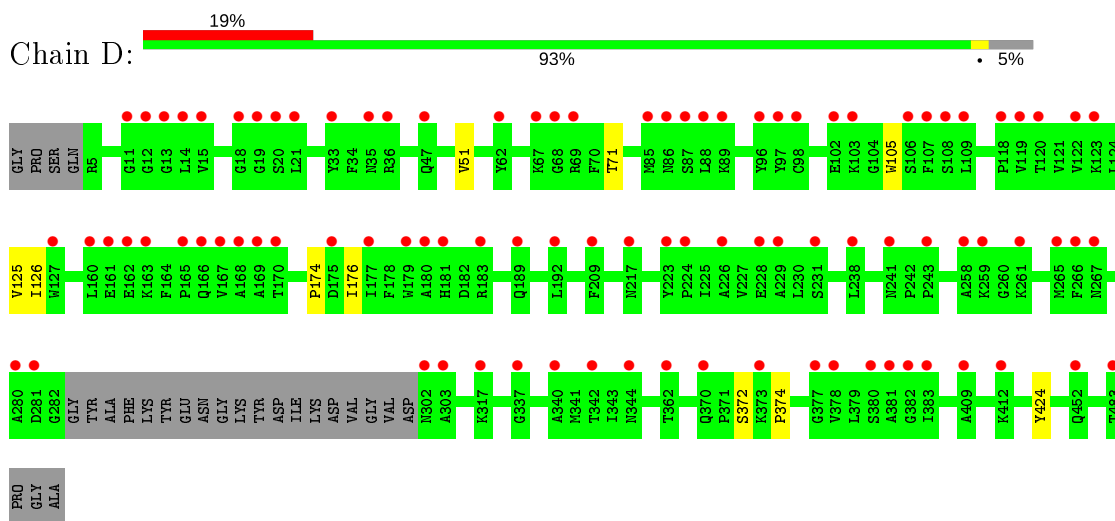 19%
Chain D:
93% • 5%
GLY PRO SER GLN R5 G11 G12 G13 L14 V15 G18 G19 S20 L21 Y33 F34 N35 R36 Q47 V51 Y62 K67 G68 R69 F70 T71 M85 N86 S87 L88 K89 Y96 Y97 C98 E102 K103 G104 W105 S106 F107 S108 L109 P118 V119 T120 V121 V122 K123 L124
V125 I126 W127 L160 E161 E162 K163 F164 P165 Q166 V167 A168 A169 T170 P174 D175 I176 I177 F178 W179 A180 H181 D182 R183 Q189 L192 F209 N217 Y223 P224 I225 A226 V227 E228 A229 L230 S231 L238 N241 P242 P243 A258 K259 G260 K261 M265 F266 N267
A280 D281 G282 GLY TYR ALA PHE LYS TYR GLU ASN GLY LYS TYR ASP ILE LYS ASP VAL GLY VAL ASP N302 A303 K317 G337 A340 M341 T342 I343 N344 T362 Q370 P371 S372 K373 P374 G377 V378 L379 S380 A381 G382 I383 A409 K412 Y424 Q452 T483
PRO GLY ALA